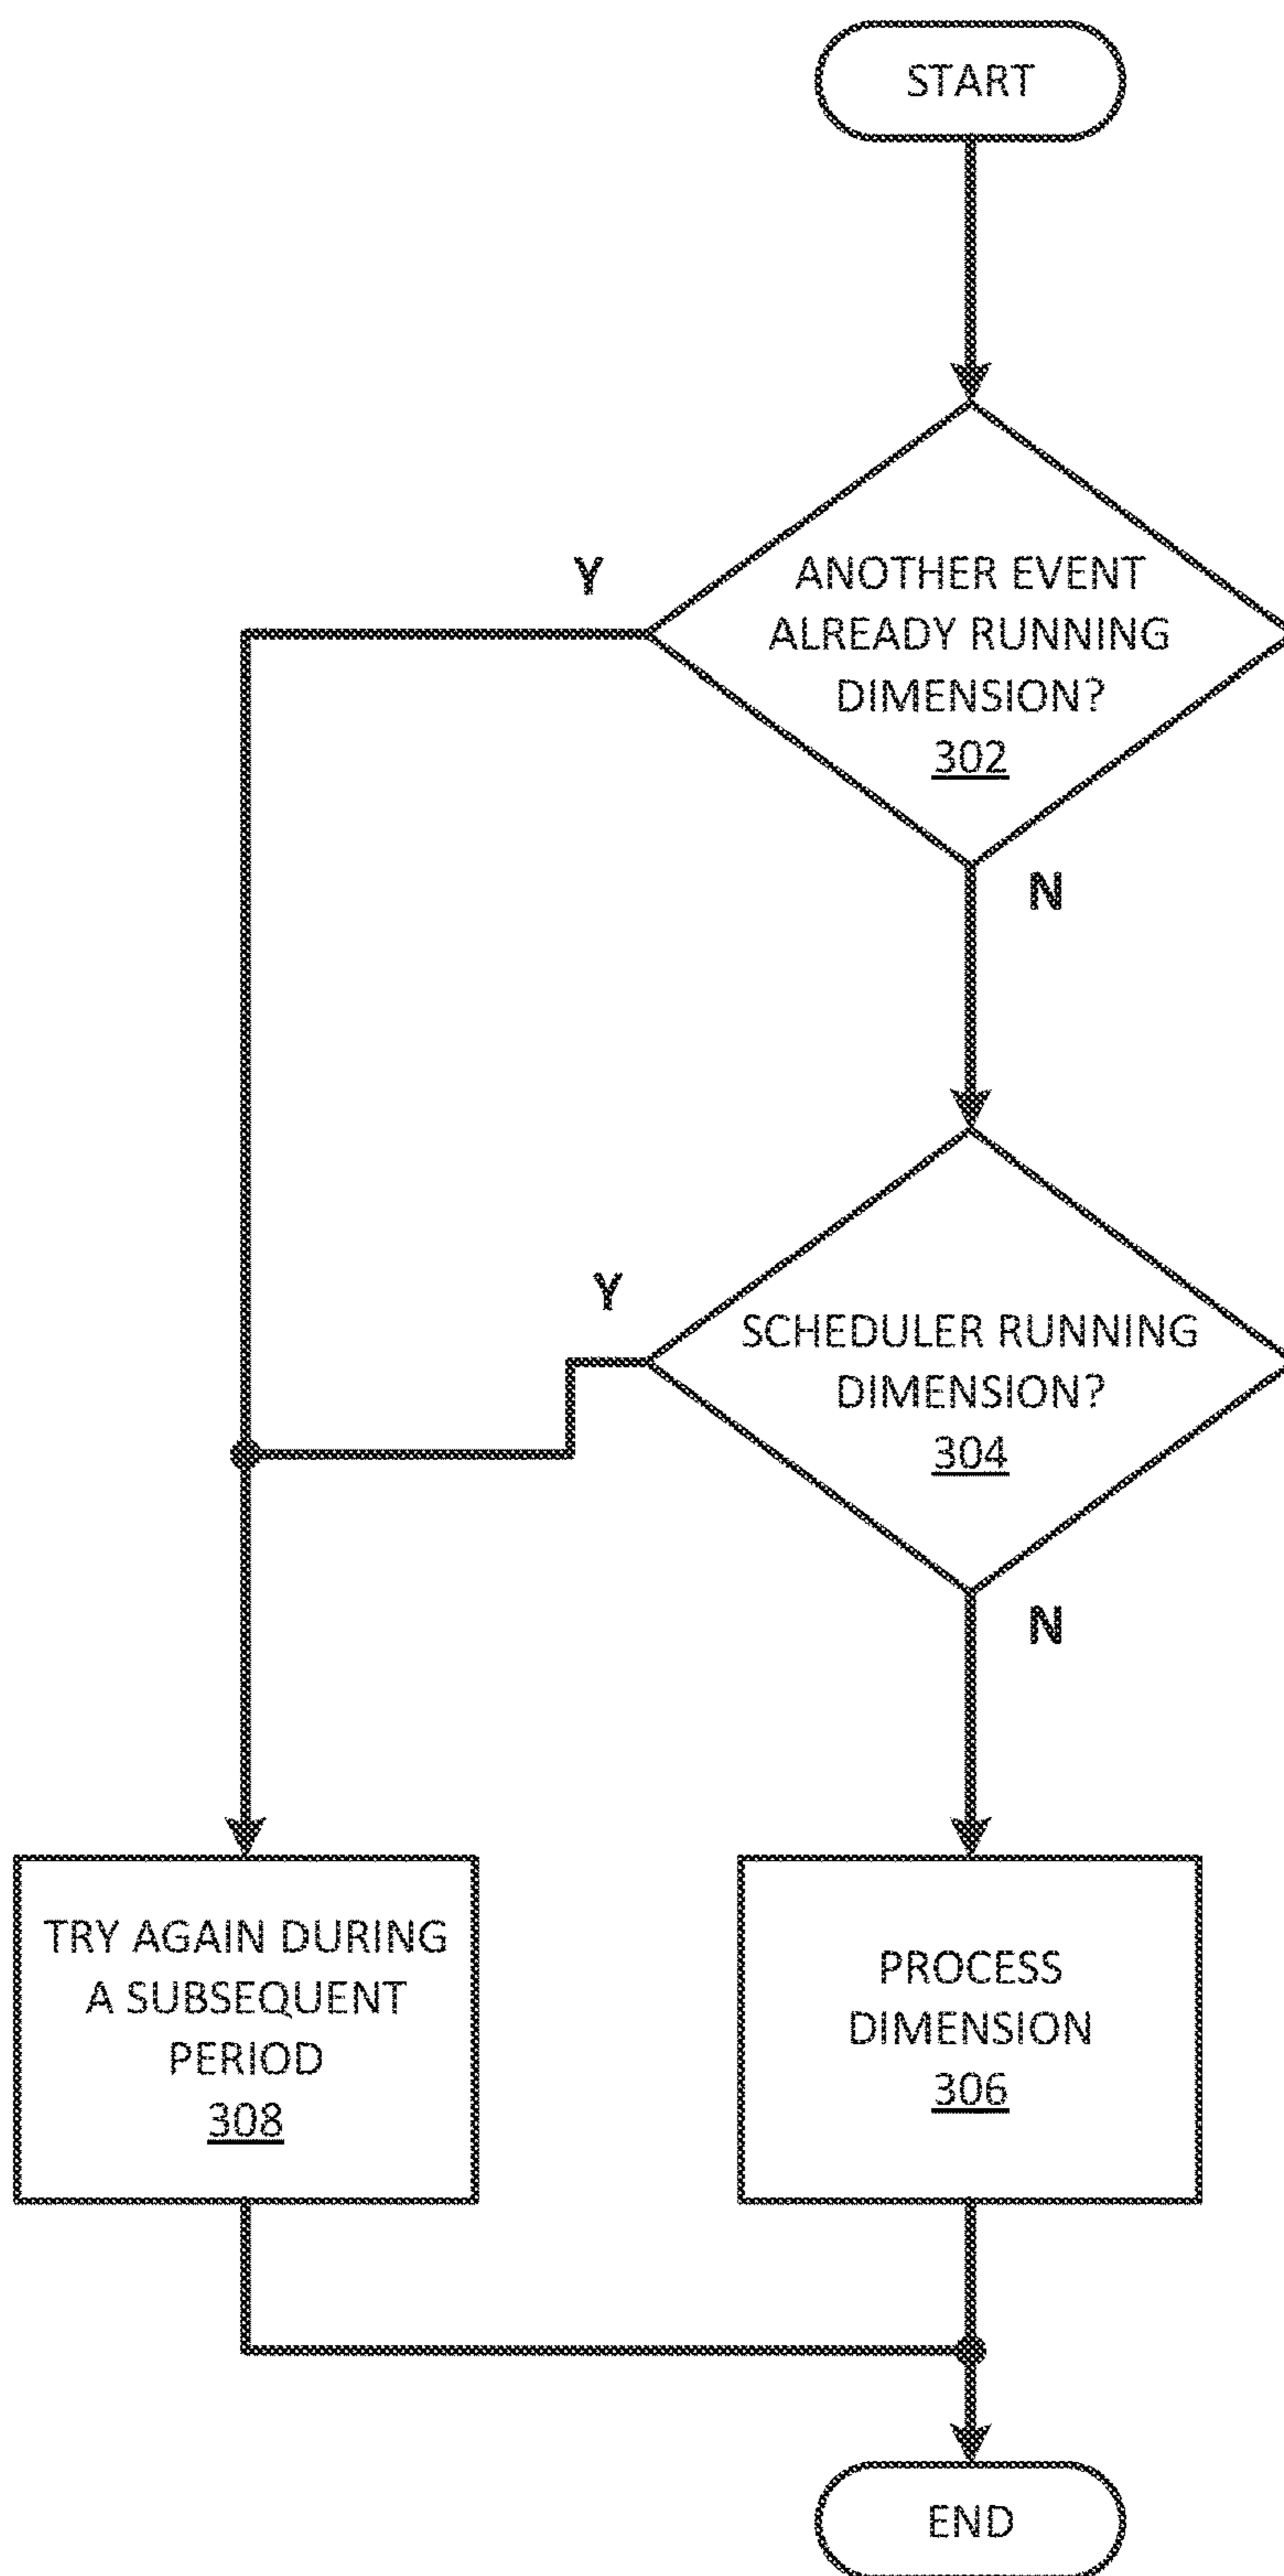 START
ANOTHER EVENT
ALREADY RUNNING
DIMENSION?
302
Y
N
SCHEDULER RUNNING
DIMENSION?
304
Y
N
TRY AGAIN DURING
A SUBSEQUENT
PERIOD
308
PROCESS
DIMENSION
306
END